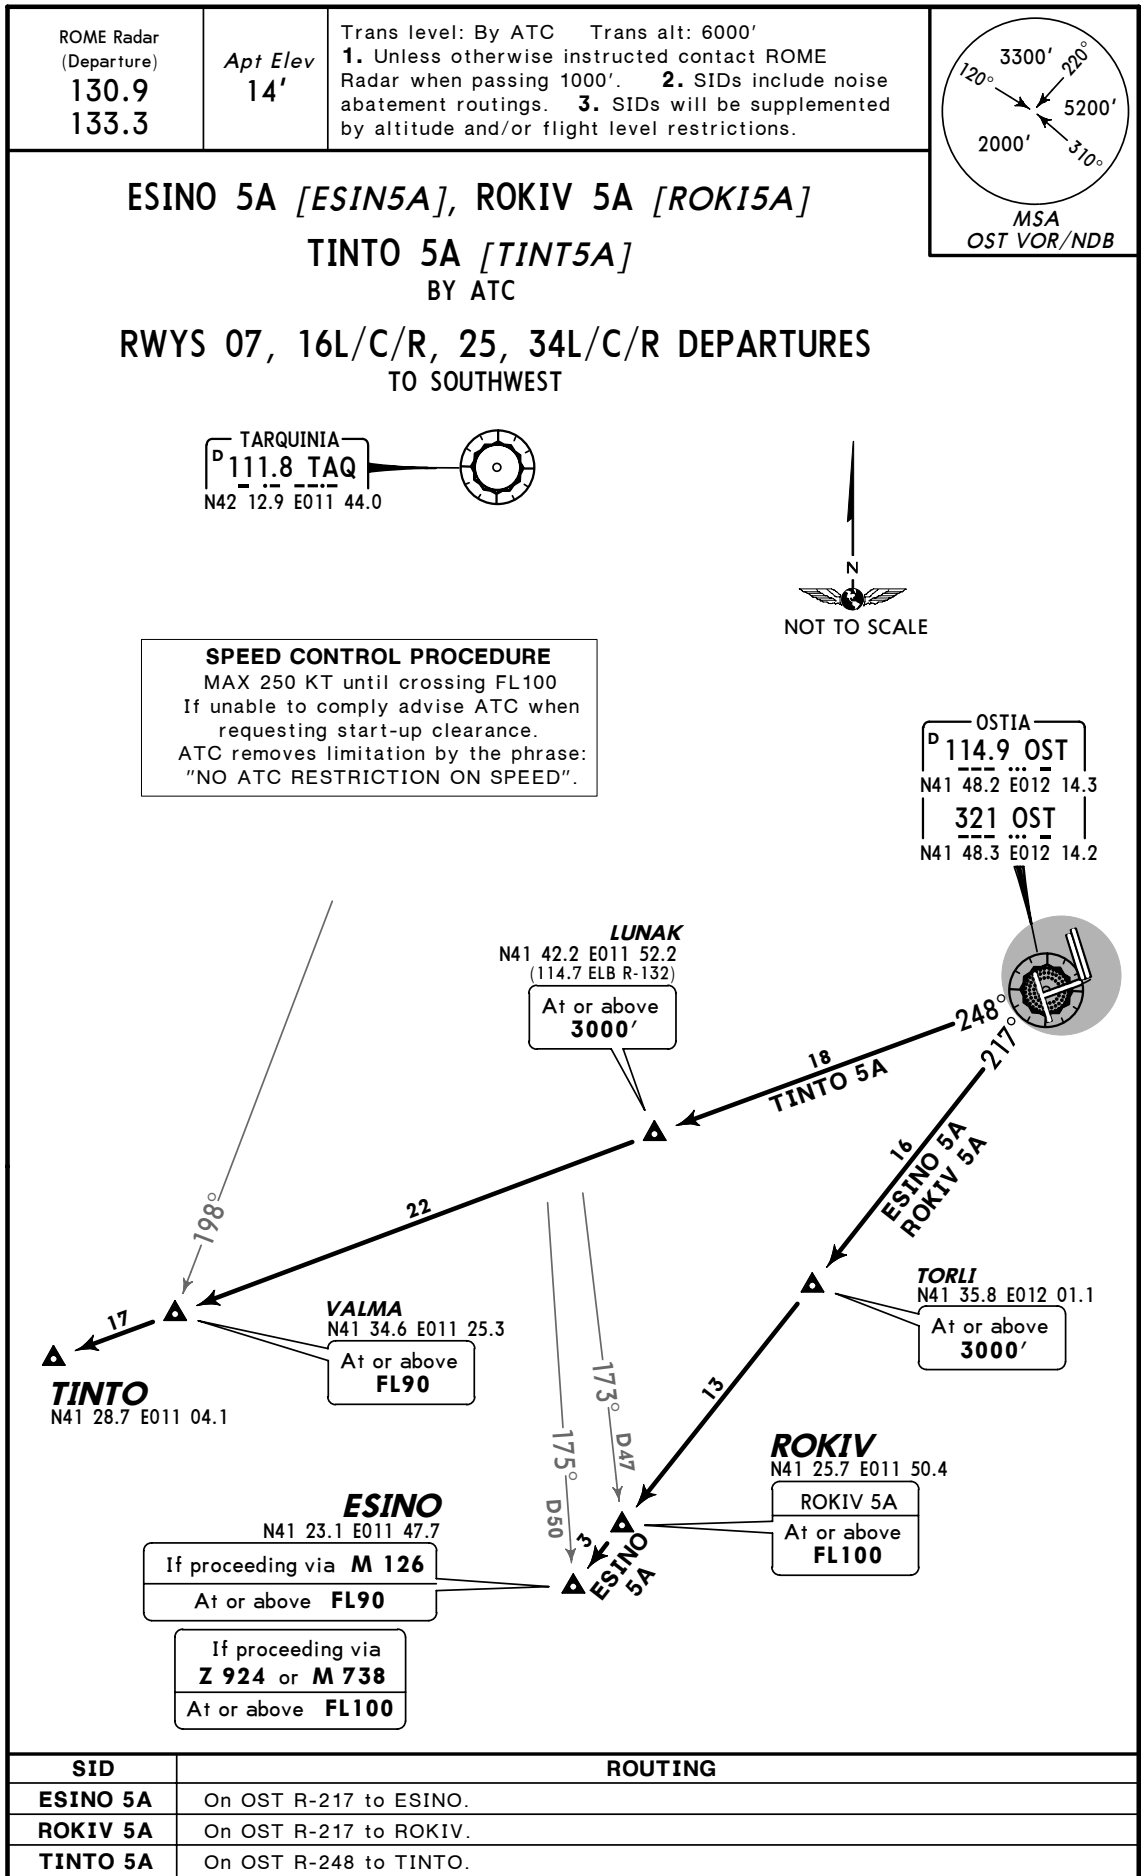 ROME Radar
(Departure)
130.9
133.3
Apt Elev
14'
Trans level: By ATC Trans alt: 6000'
1. Unless otherwise instructed contact ROME
Radar when passing 1000'. 2. SIDs include noise
abatement routings. 3. SIDs will be supplemented
by altitude and/or flight level restrictions.
3300'
120°
220°
5200'
2000'
310°
MSA
OST VOR/NDB
ESINO 5A [ESIN5A], ROKIV 5A [ROKI5A]
TINTO 5A [TINT5A]
BY ATC
RWYS 07, 16L/C/R, 25, 34L/C/R DEPARTURES
TO SOUTHWEST
TARQUINIA
D 111.8 TAQ
N42 12.9 E011 44.0
N
NOT TO SCALE
SPEED CONTROL PROCEDURE
MAX 250 KT until crossing FL100
If unable to comply advise ATC when
requesting start-up clearance.
ATC removes limitation by the phrase:
"NO ATC RESTRICTION ON SPEED".
OSTIA
D 114.9 OST
N41 48.2 E012 14.3
321 OST
N41 48.3 E012 14.2
LUNAK
N41 42.2 E011 52.2
(114.7 ELB R-132)
At or above
3000'
248°
217°
18
TINTO 5A
16
ESINO 5A
ROKIV 5A
22
198°
17
VALMA
N41 34.6 E011 25.3
At or above
FL90
TINTO
N41 28.7 E011 04.1
TORLI
N41 35.8 E012 01.1
At or above
3000'
13
173°
D47
175°
D50
ROKIV
N41 25.7 E011 50.4
ROKIV 5A
At or above
FL100
3
ESINO
5A
ESINO
N41 23.1 E011 47.7
If proceeding via M 126
At or above FL90
If proceeding via
Z 924 or M 738
At or above FL100
SID ROUTING
ESINO 5A On OST R-217 to ESINO.
ROKIV 5A On OST R-217 to ROKIV.
TINTO 5A On OST R-248 to TINTO.